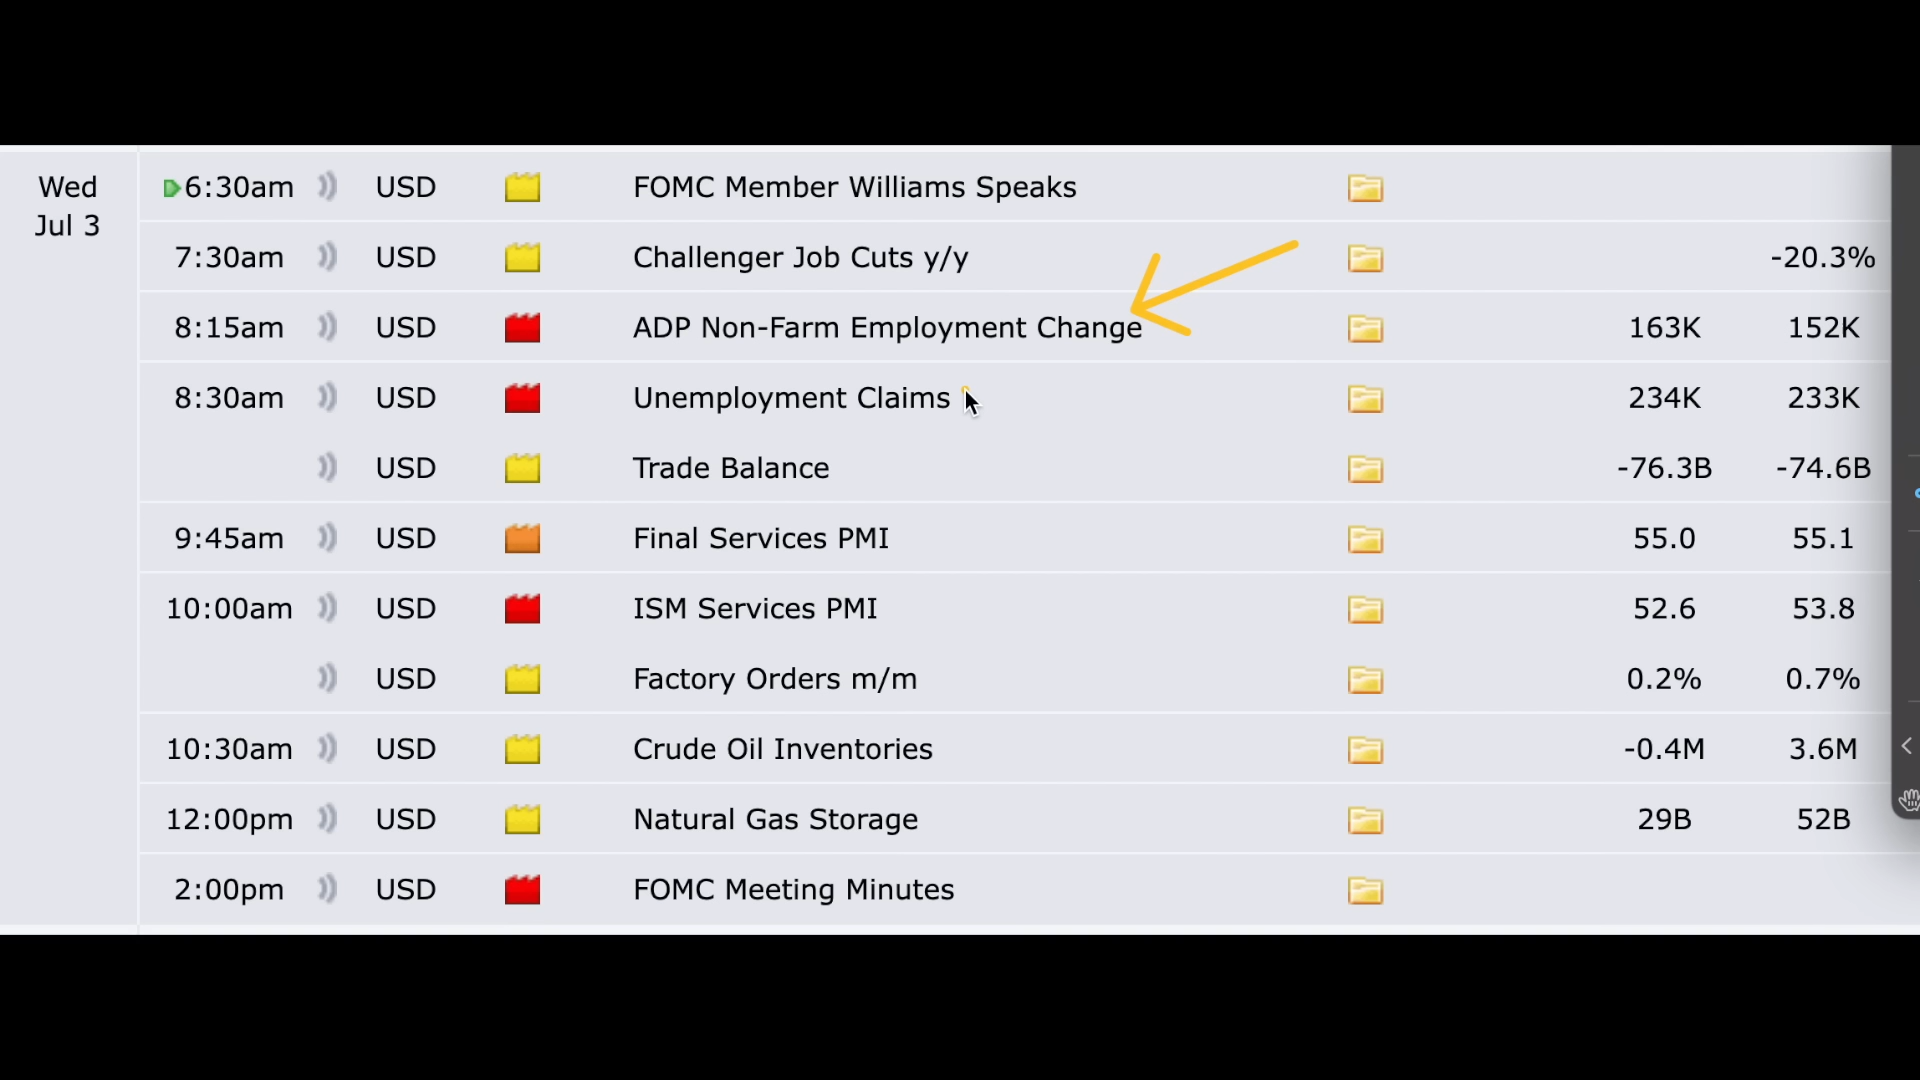 Wed
Jul 3
6:30am USD FOMC Member Williams Speaks
7:30am USD Challenger Job Cuts y/y -20.3%
8:15am USD ADP Non-Farm Employment Change 163K 152K
8:30am USD Unemployment Claims 234K 233K
USD Trade Balance -76.3B -74.6B
9:45am USD Final Services PMI 55.0 55.1
10:00am USD ISM Services PMI 52.6 53.8
USD Factory Orders m/m 0.2% 0.7%
10:30am USD Crude Oil Inventories -0.4M 3.6M
12:00pm USD Natural Gas Storage 29B 52B
2:00pm USD FOMC Meeting Minutes